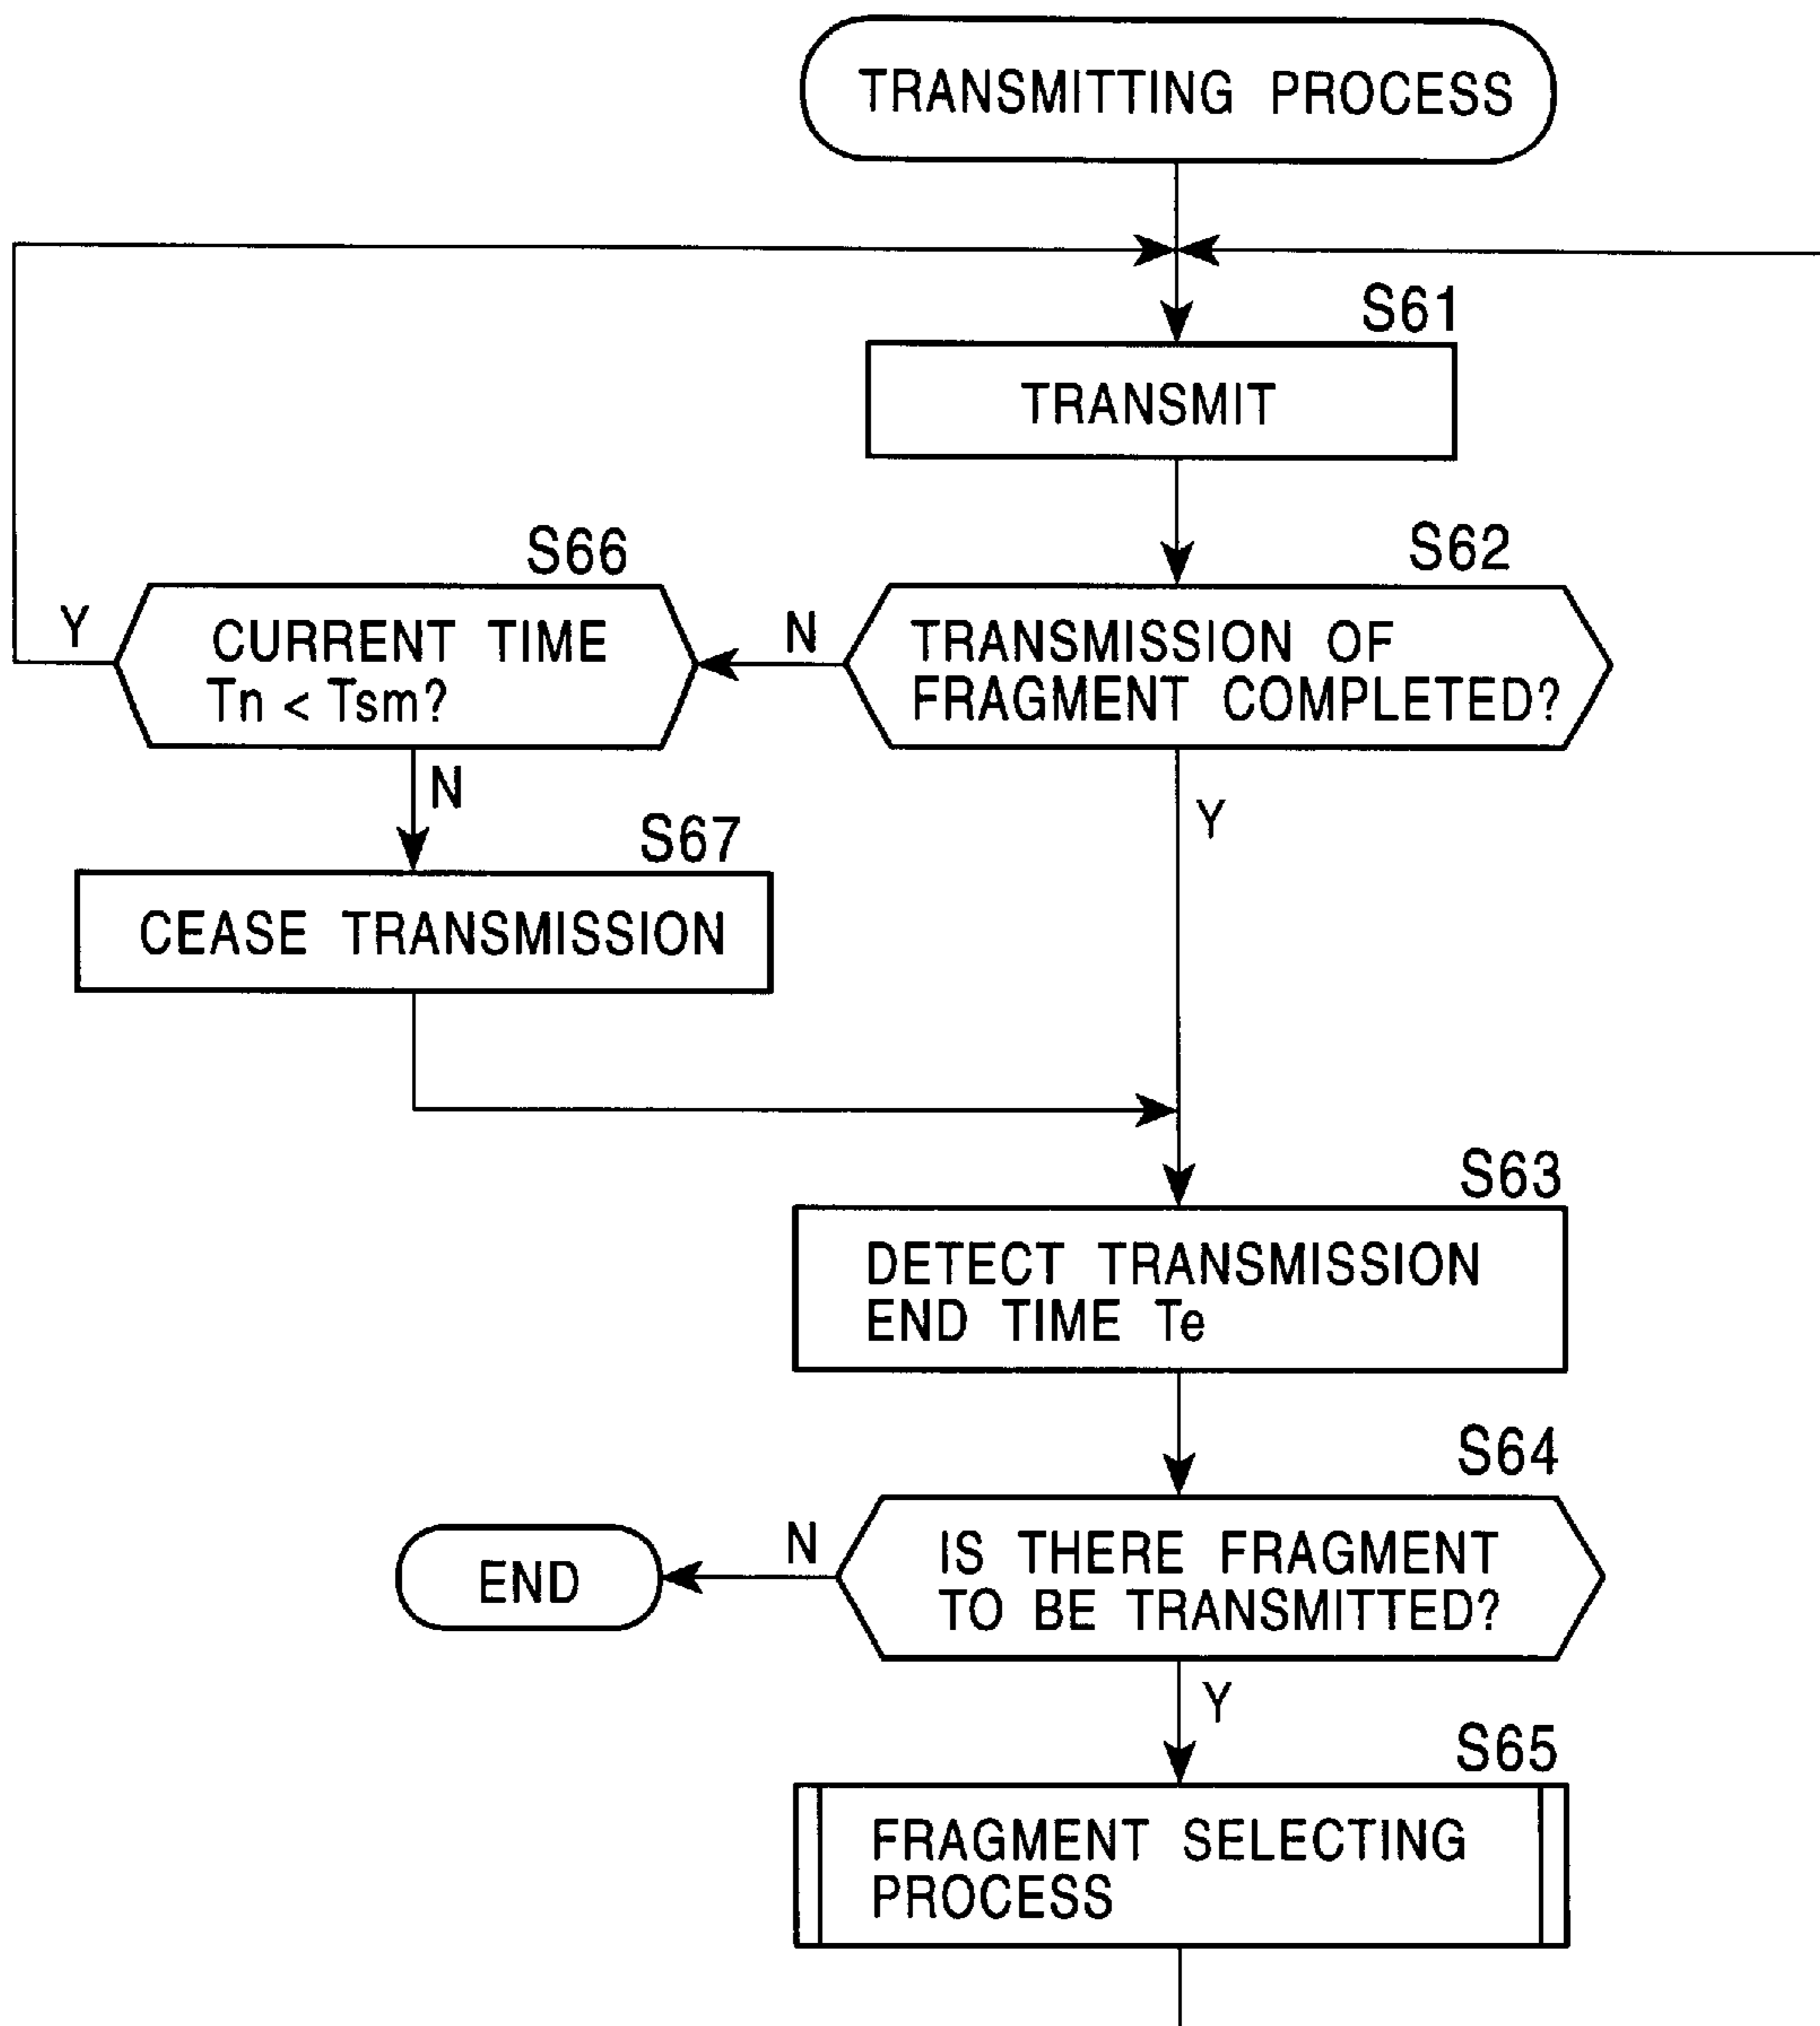 TRANSMITTING PROCESS
S61
TRANSMIT
S66
S62
Y
CURRENT TIME
Tn < Tsm?
N
TRANSMISSION OF
FRAGMENT COMPLETED?
N
Y
S67
CEASE TRANSMISSION
S63
DETECT TRANSMISSION
END TIME Te
S64
END
N
IS THERE FRAGMENT
TO BE TRANSMITTED?
Y
S65
FRAGMENT SELECTING
PROCESS